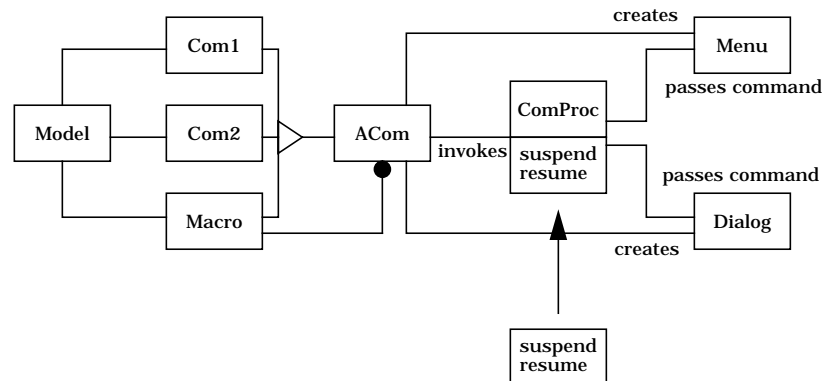 creates
Com1
Menu
ComProc
passes command
Model
Com2
ACom
invokes
suspend
resume
passes command
Macro
Dialog
creates
suspend
resume